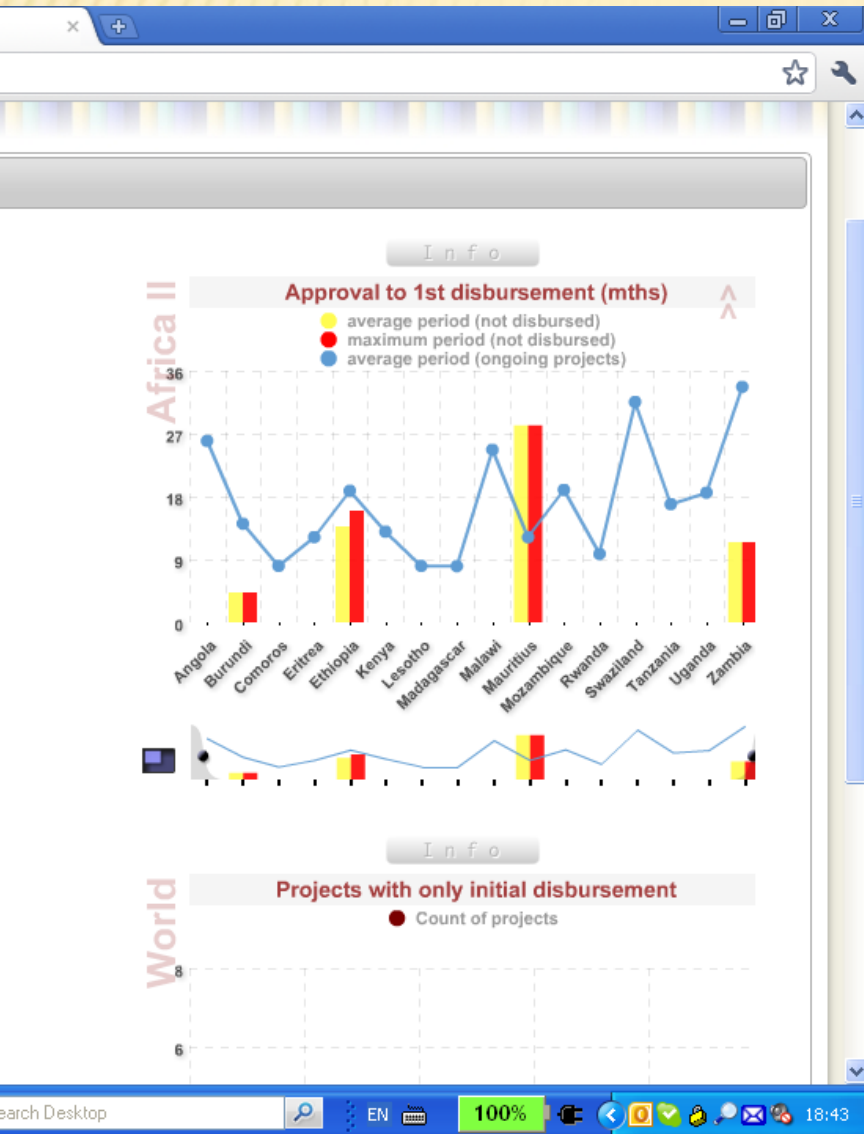 Info
Africa II
Approval to 1st disbursement (mths)
average period (not disbursed)
maximum period (not disbursed)
average period (ongoing projects)
36
27
18
9
0
Angola
Burundi
Comoros
Eritrea
Ethiopia
Kenya
Lesotho
Madagascar
Malawi
Mauritius
Mozambique
Rwanda
Swaziland
Tanzania
Uganda
Zambia
Info
World
Projects with only initial disbursement
Count of projects
8
6
earch Desktop
EN
100%
18:43